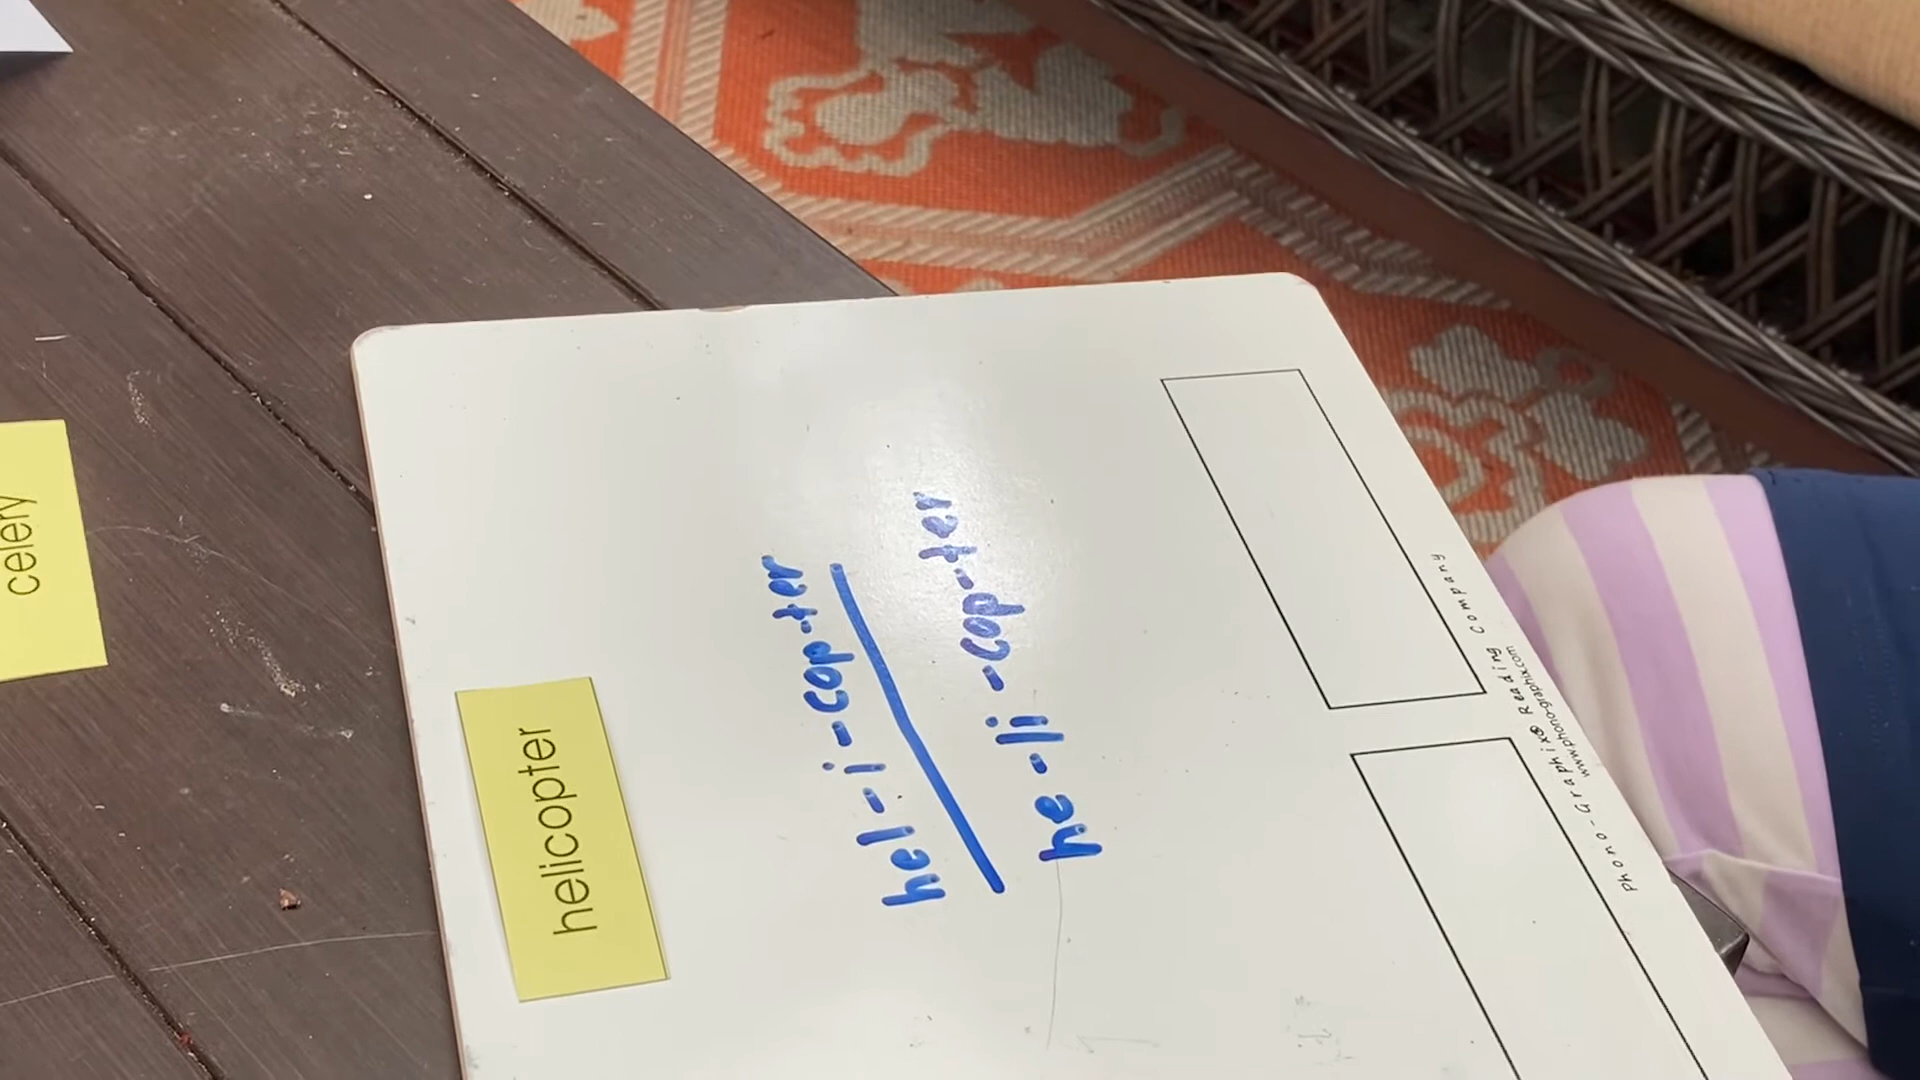 celery
helicopter
hel-i-cop-ter
he-li-cop-ter
Phono-Graphix® Reading Company
www.phono-graphix.com